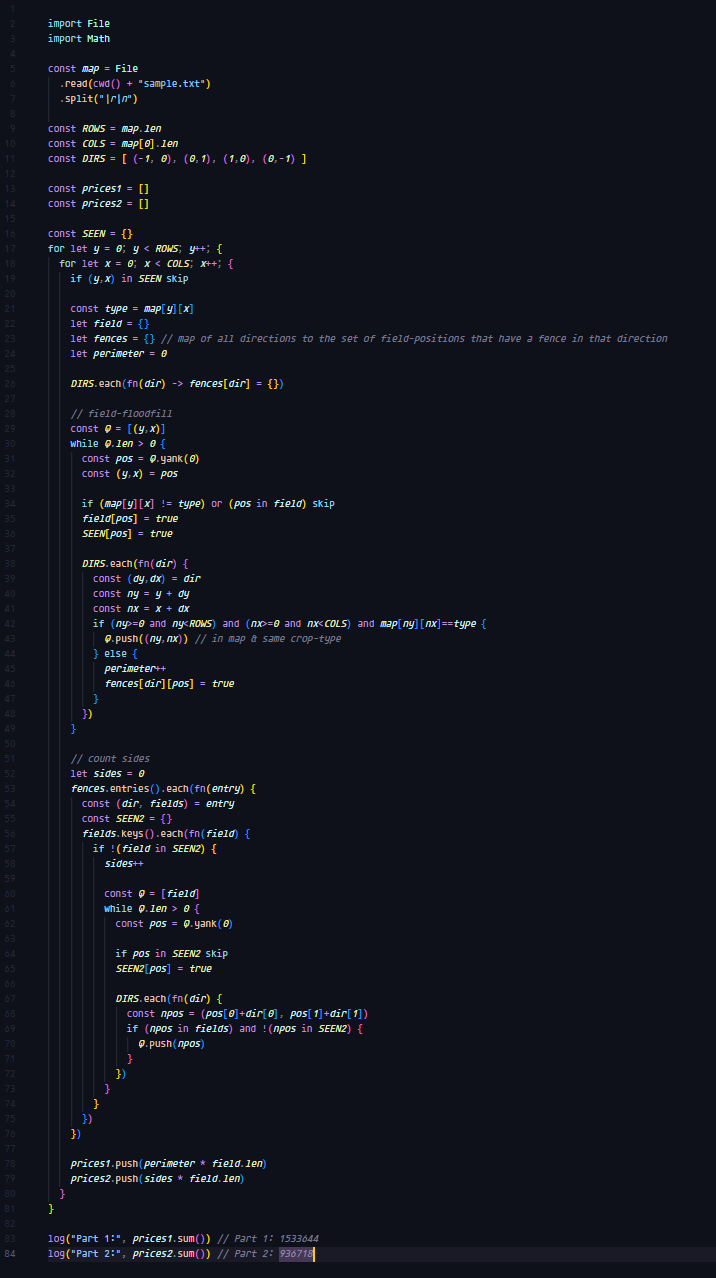 1
2 import File
3 import Math
4
5 const map = File
6 .read(cwd() + "sample.txt")
7 .split("|r|n")
8
9 const ROWS = map.len
10 const COLS = map[0].len
11 const DIRS = [ (-1, 0), (0,1), (1,0), (0,-1) ]
12
13 const prices1 = []
14 const prices2 = []
15
16 const SEEN = {}
17 for let y = 0; y < ROWS; y++; {
18 for let x = 0; x < COLS; x++; {
19 if (y,x) in SEEN skip
20
21 const type = map[y][x]
22 let field = {}
23 let fences = {} // map of all directions to the set of field-positions that have a fence in that direction
24 let perimeter = 0
25
26 DIRS.each(fn(dir) -> fences[dir] = {})
27
28 // field-floodfill
29 const Q = [(y,x)]
30 while Q.len > 0 {
31 const pos = Q.yank(0)
32 const (y,x) = pos
33
34 if (map[y][x] != type) or (pos in field) skip
35 field[pos] = true
36 SEEN[pos] = true
37
38 DIRS.each(fn(dir) {
39 const (dy,dx) = dir
40 const ny = y + dy
41 const nx = x + dx
42 if (ny>=0 and ny<ROWS) and (nx>=0 and nx<COLS) and map[ny][nx]==type {
43 Q.push((ny,nx)) // in map & same crop-type
44 } else {
45 perimeter++
46 fences[dir][pos] = true
47 }
48 })
49 }
50
51 // count sides
52 let sides = 0
53 fences.entries().each(fn(entry) {
54 const (dir, fields) = entry
55 const SEEN2 = {}
56 fields.keys().each(fn(field) {
57 if !(field in SEEN2) {
58 sides++
59
60 const Q = [field]
61 while Q.len > 0 {
62 const pos = Q.yank(0)
63
64 if pos in SEEN2 skip
65 SEEN2[pos] = true
66
67 DIRS.each(fn(dir) {
68 const npos = (pos[0]+dir[0], pos[1]+dir[1])
69 if (npos in fields) and !(npos in SEEN2) {
70 Q.push(npos)
71 }
72 })
73 }
74 }
75 })
76 })
77
78 prices1.push(perimeter * field.len)
79 prices2.push(sides * field.len)
80 }
81 }
82
83 log("Part 1:", prices1.sum()) // Part 1: 1533644
84 log("Part 2:", prices2.sum()) // Part 2: 936718